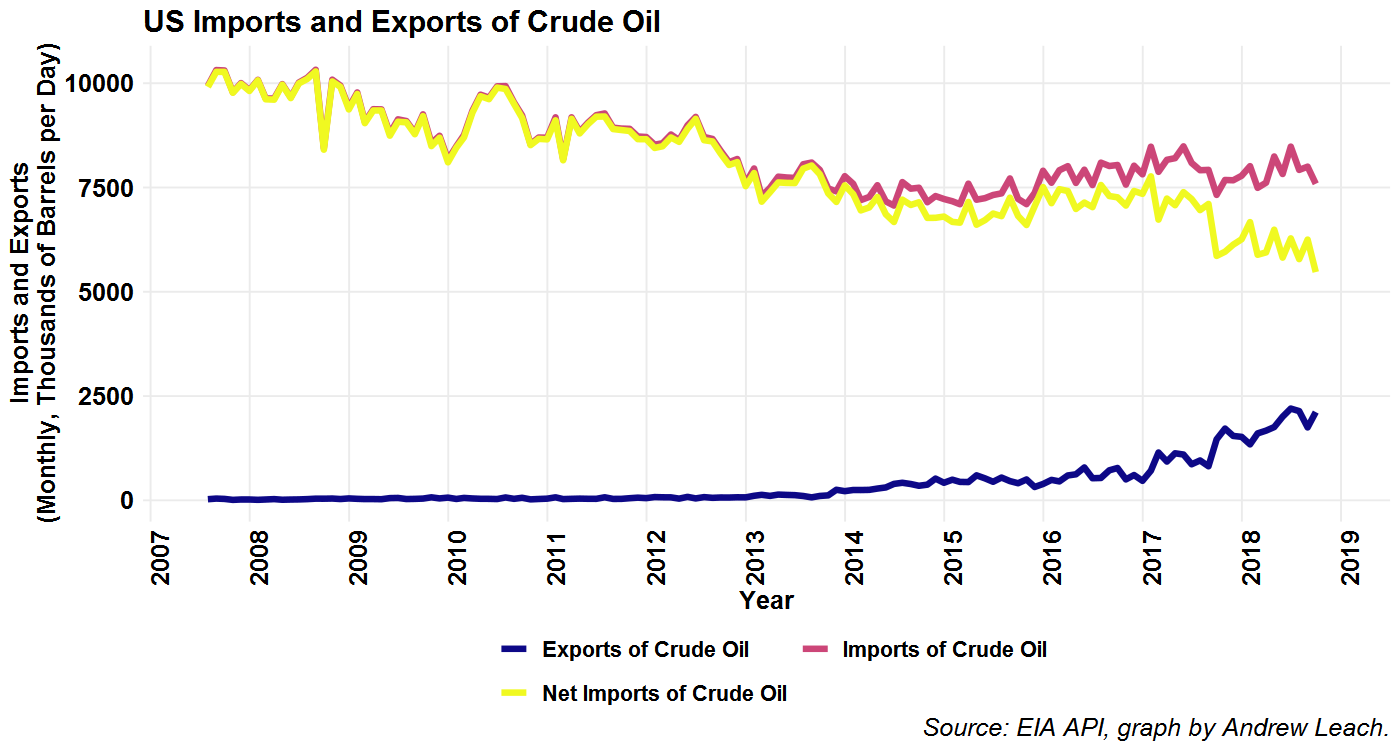 US Imports and Exports of Crude Oil
Imports and Exports
(Monthly, Thousands of Barrels per Day)
10000
7500
5000
2500
0
2007
2008
2009
2010
2011
2012
2013
2014
2015
2016
2017
2018
2019
Year
Exports of Crude Oil
Imports of Crude Oil
Net Imports of Crude Oil
Source: EIA API, graph by Andrew Leach.